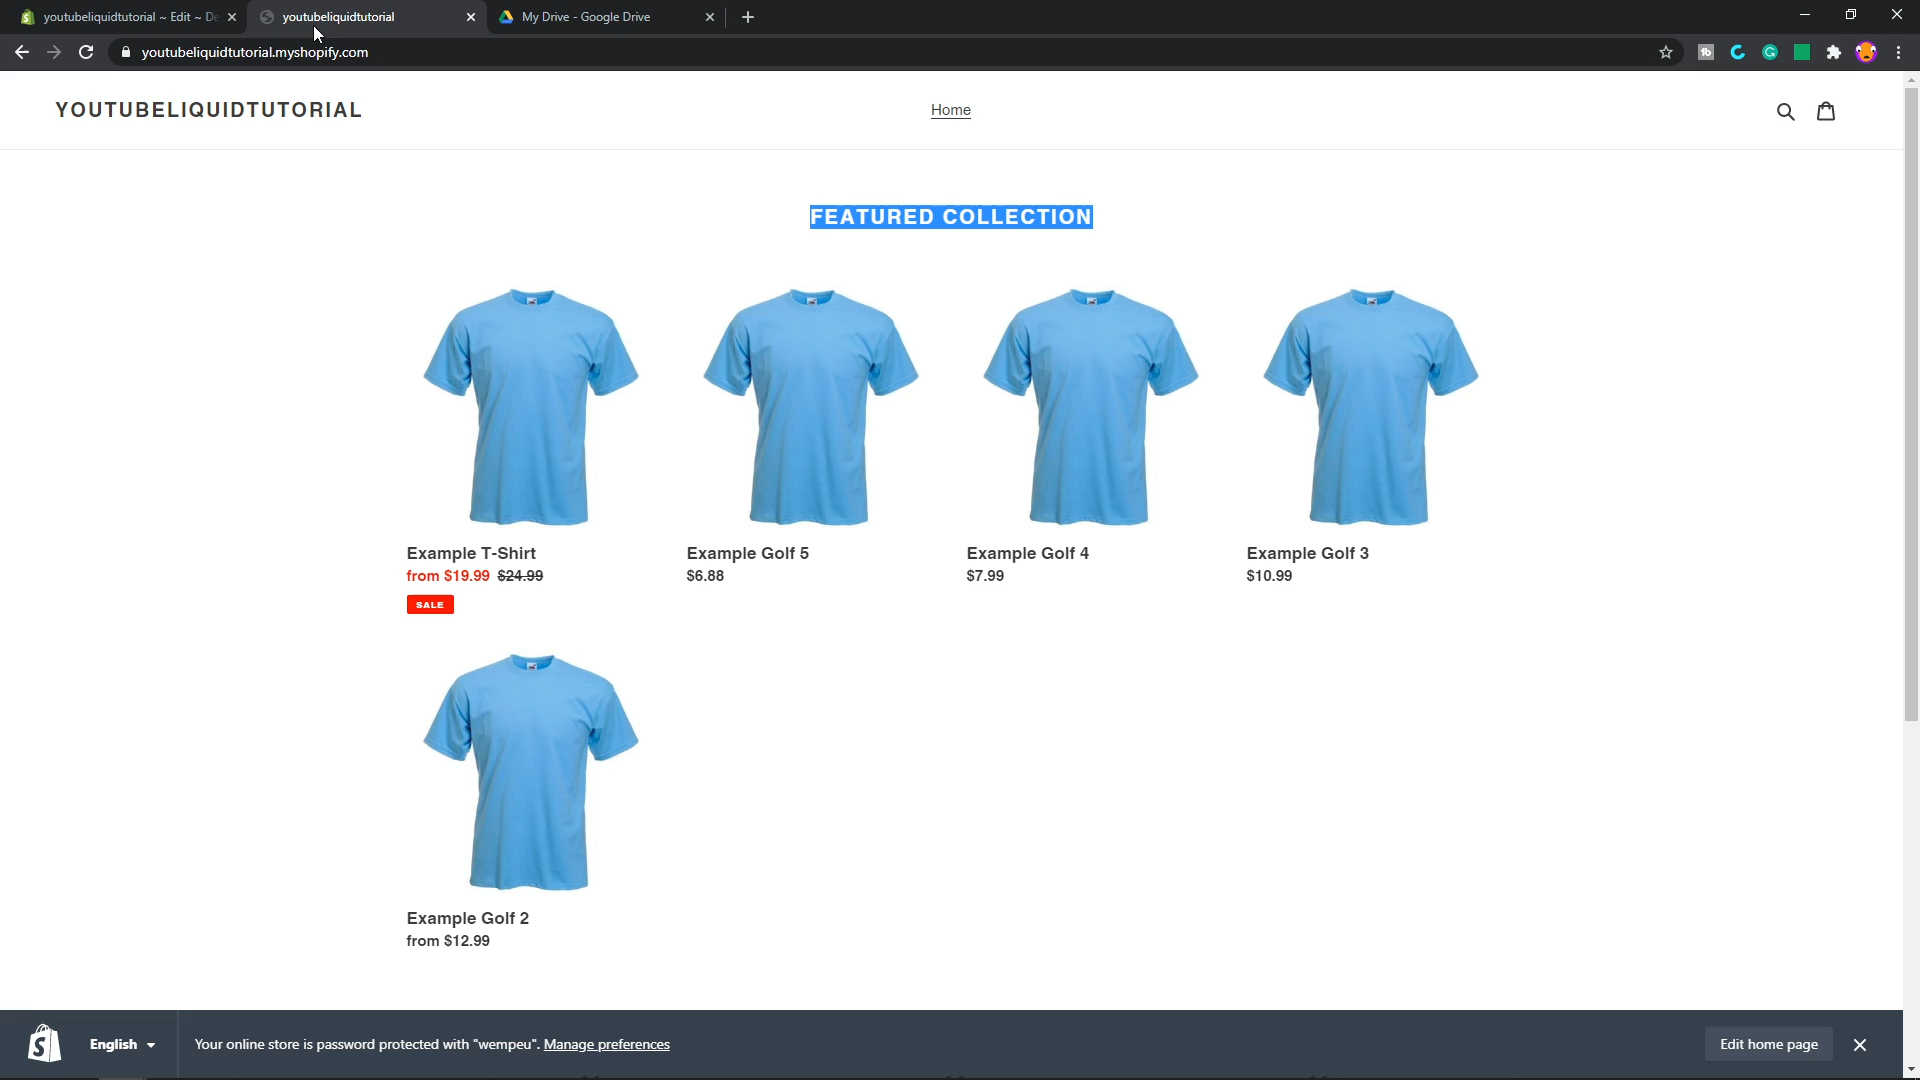 youtubeliquidtutorial ~ Edit ~ De
youtubeliquidtutorial
My Drive - Google Drive
youtubeliquidtutorial.myshopify.com
YOUTUBELIQUIDTUTORIAL
Home
FEATURED COLLECTION
Example T-Shirt
from $19.99 $24.99
SALE
Example Golf 5
$6.88
Example Golf 4
$7.99
Example Golf 3
$10.99
Example Golf 2
from $12.99
English
Your online store is password protected with "wempeu". Manage preferences
Edit home page